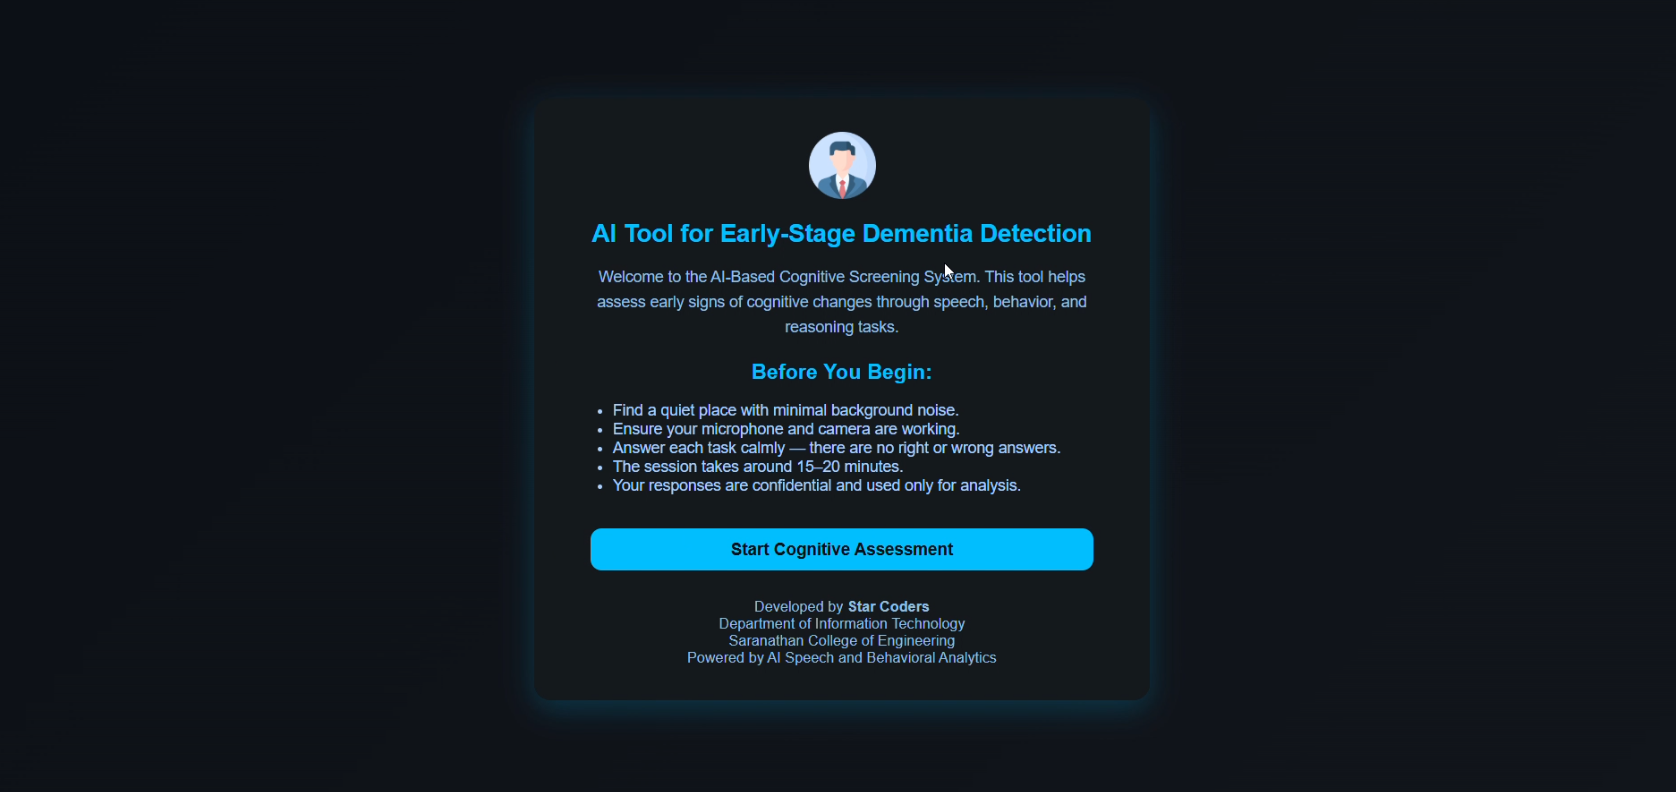 AI Tool for Early-Stage Dementia Detection
Welcome to the AI-Based Cognitive Screening System. This tool helps
assess early signs of cognitive changes through speech, behavior, and
reasoning tasks.
Before You Begin:
• Find a quiet place with minimal background noise.
• Ensure your microphone and camera are working.
• Answer each task calmly — there are no right or wrong answers.
• The session takes around 15–20 minutes.
• Your responses are confidential and used only for analysis.
Start Cognitive Assessment
Developed by Star Coders
Department of Information Technology
Saranathan College of Engineering
Powered by AI Speech and Behavioral Analytics